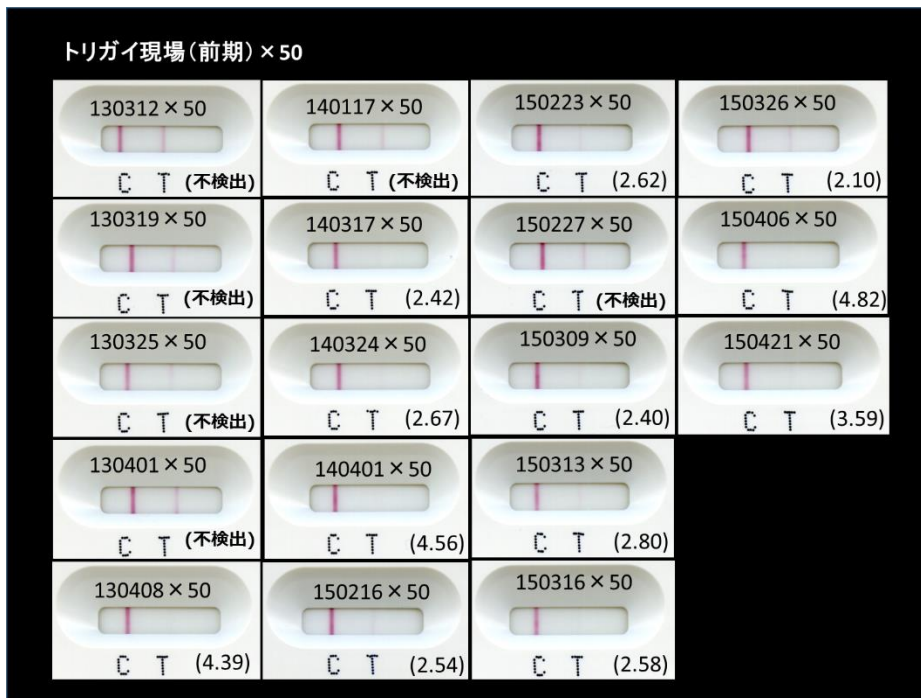 トリガイ現場(前期)×50
130312×50
C T (不検出)
140117×50
C T (不検出)
150223×50
C T (2.62)
150326×50
C T (2.10)
130319×50
C T (不検出)
140317×50
C T (2.42)
150227×50
C T (不検出)
150406×50
C T (4.82)
130325×50
C T (不検出)
140324×50
C T (2.67)
150309×50
C T (2.40)
150421×50
C T (3.59)
130401×50
C T (不検出)
140401×50
C T (4.56)
150313×50
C T (2.80)
130408×50
C T (4.39)
150216×50
C T (2.54)
150316×50
C T (2.58)